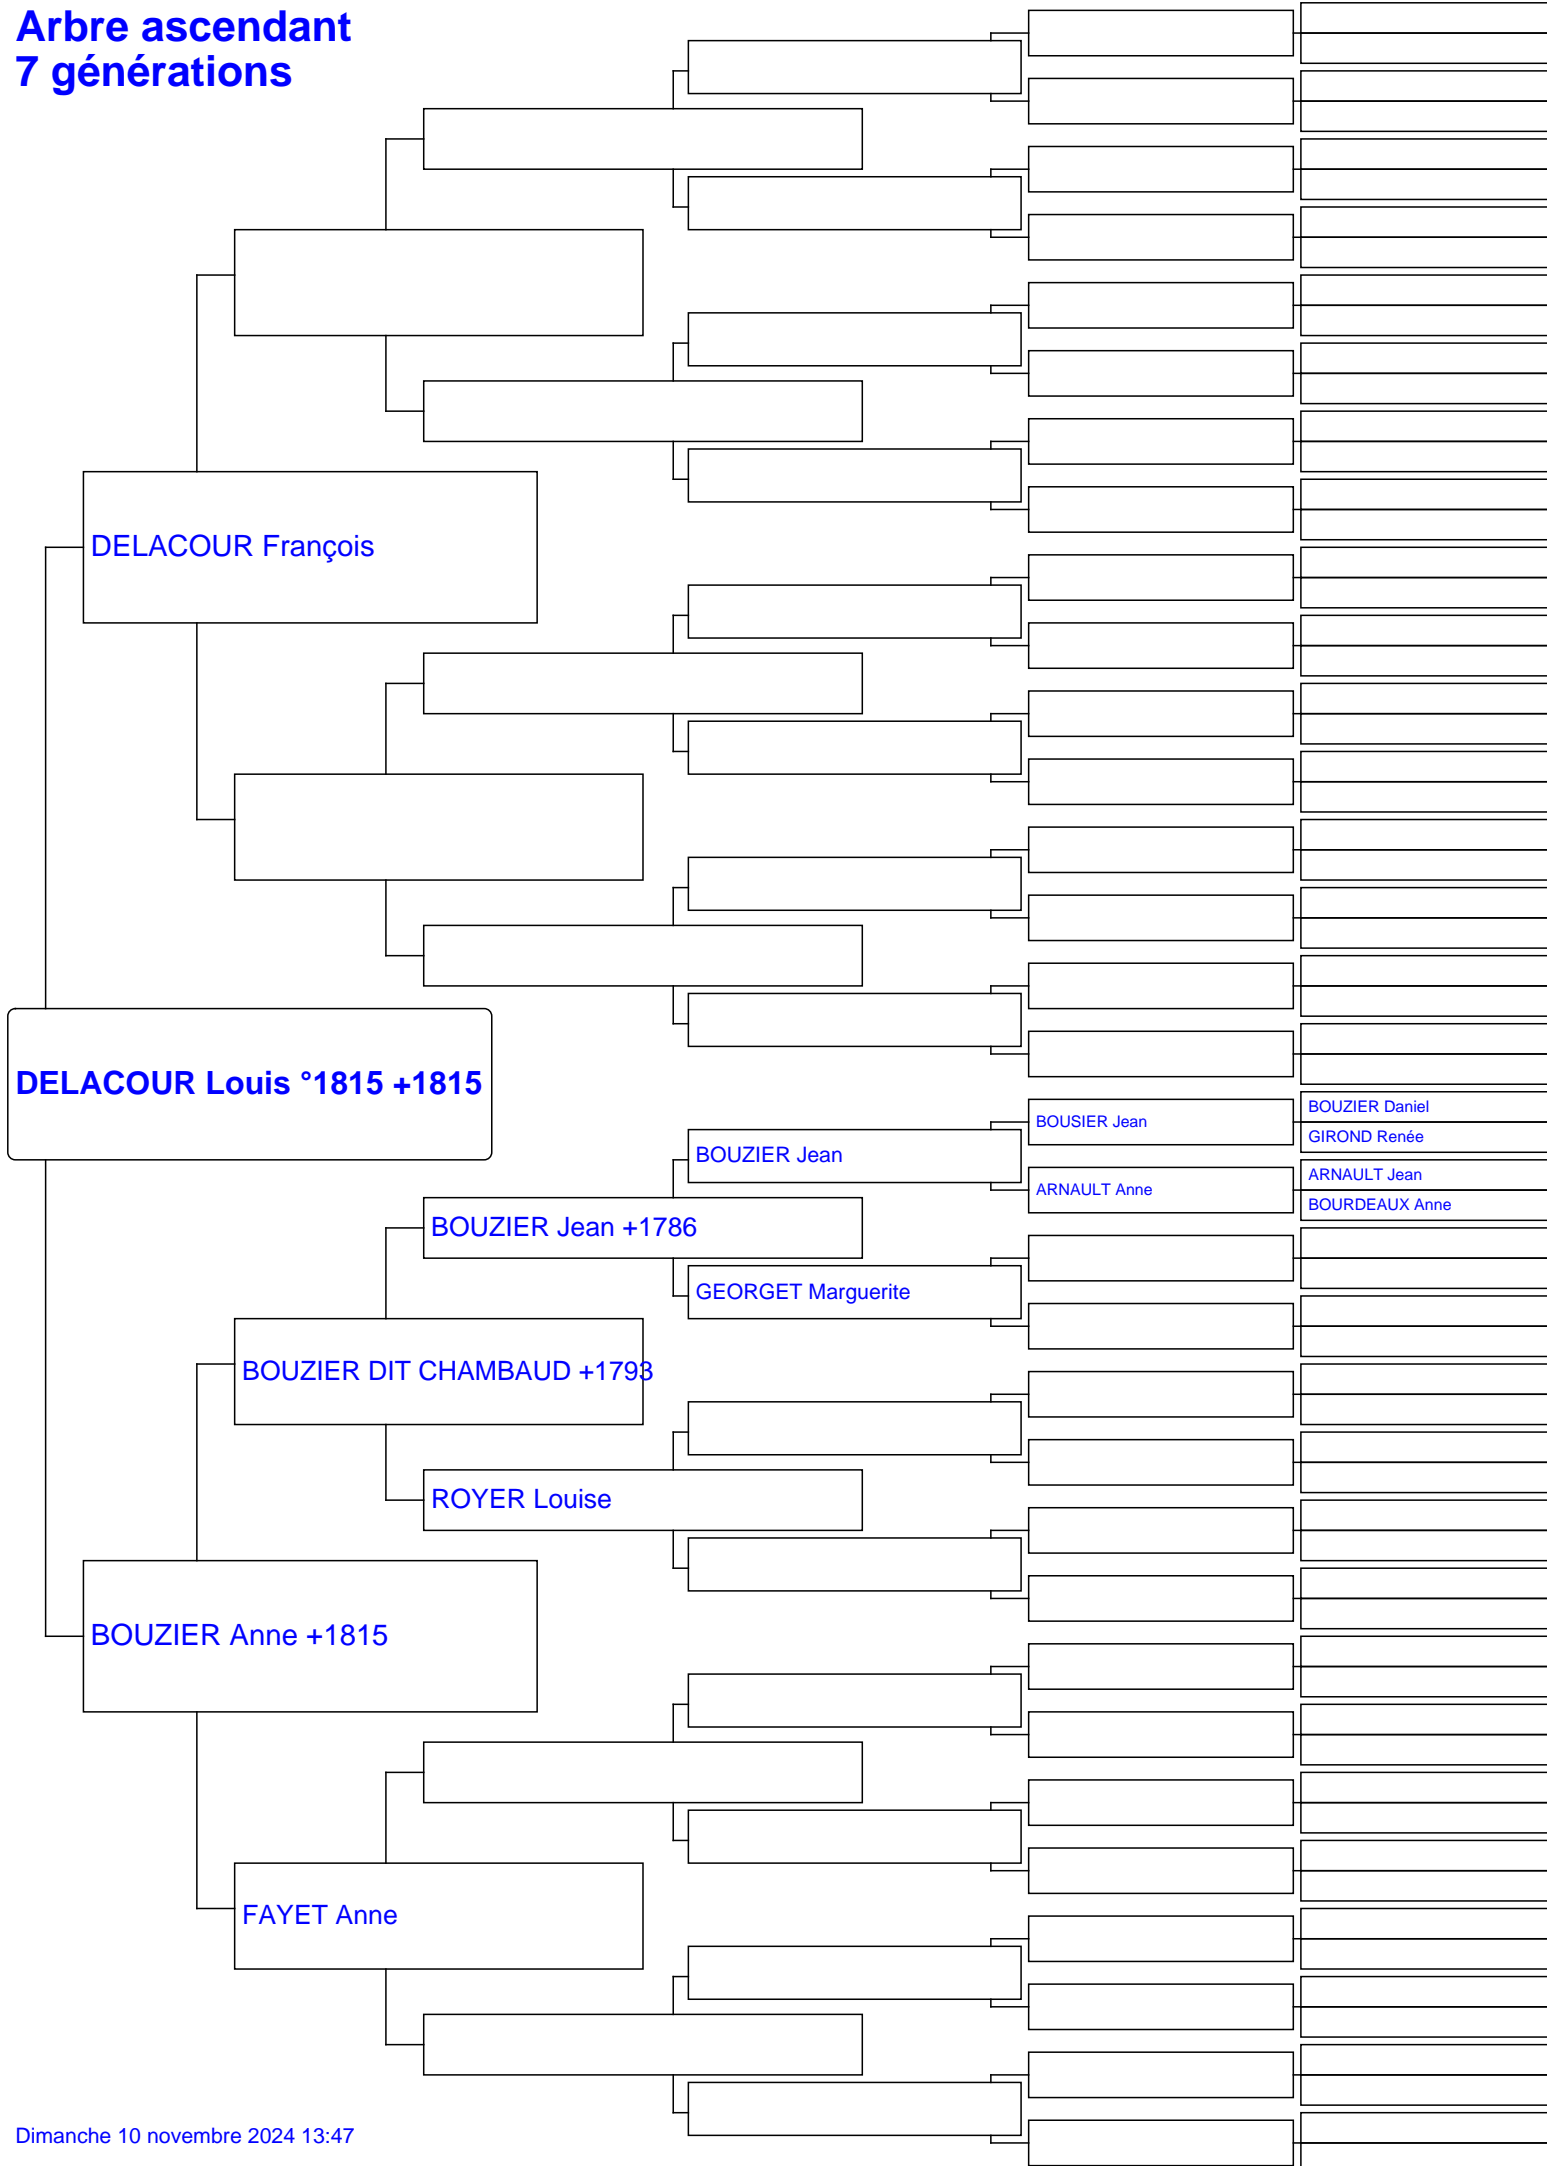 Arbre ascendant
7 générations
DELACOUR François
DELACOUR Louis °1815 +1815
BOUZIER Daniel
BOUSIER Jean
GIROND Renée
BOUZIER Jean
ARNAULT Jean
ARNAULT Anne
BOURDEAUX Anne
BOUZIER Jean +1786
GEORGET Marguerite
BOUZIER DIT CHAMBAUD +1793
ROYER Louise
BOUZIER Anne +1815
FAYET Anne
Dimanche 10 novembre 2024 13:47